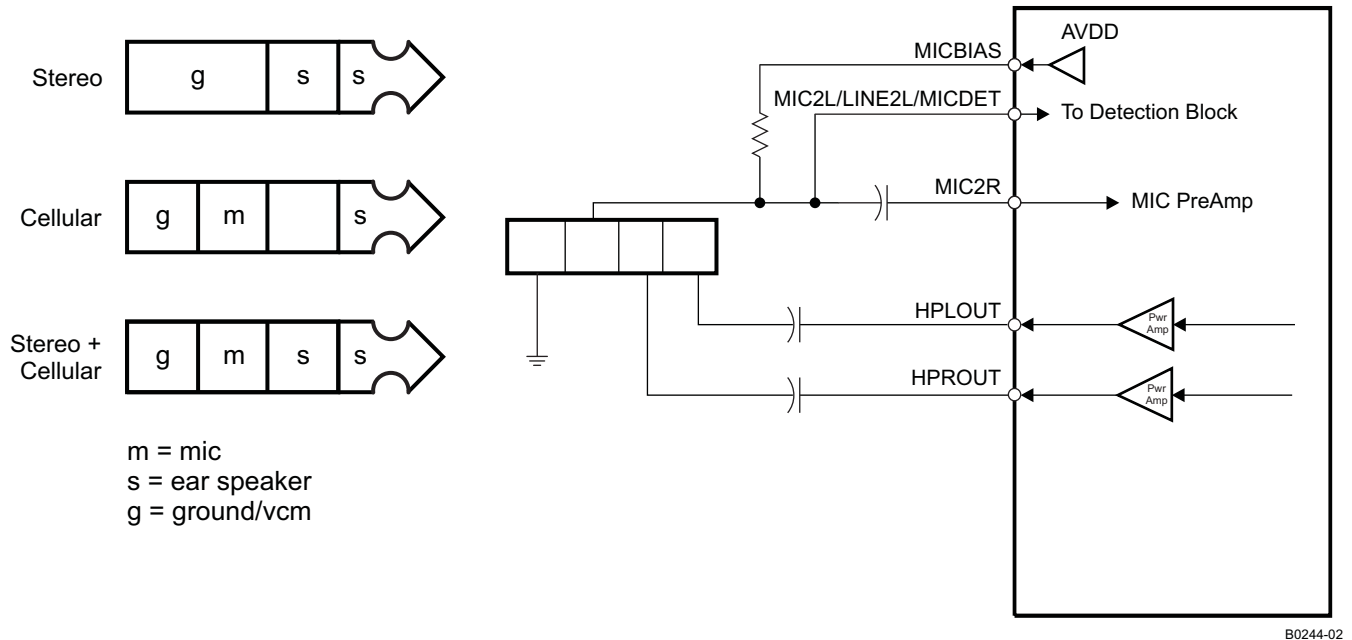 Stereo
g s s
Cellular
g m s
Stereo +
Cellular
g m s s
m = mic
s = ear speaker
g = ground/vcm
MICBIAS
AVDD
MIC2L/LINE2L/MICDET
To Detection Block
MIC2R
MIC PreAmp
HPLOUT
Pwr
Amp
HPROUT
Pwr
Amp
B0244-02